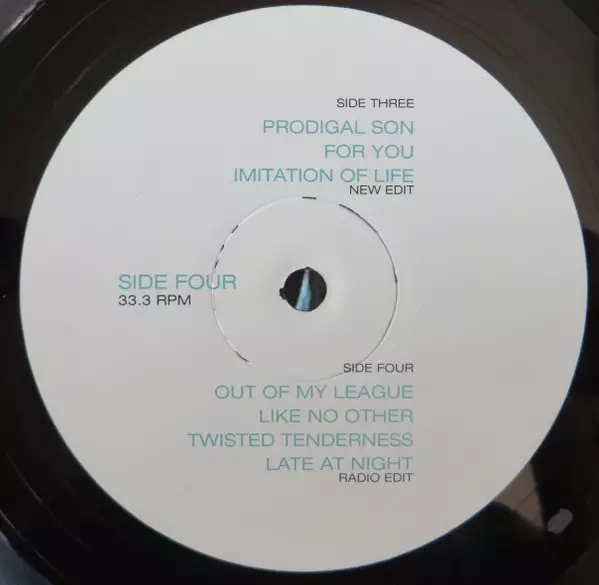 SIDE THREE
PRODIGAL SON
FOR YOU
IMITATION OF LIFE
NEW EDIT
SIDE FOUR
33.3 RPM
SIDE FOUR
OUT OF MY LEAGUE
LIKE NO OTHER
TWISTED TENDERNESS
LATE AT NIGHT
RADIO EDIT